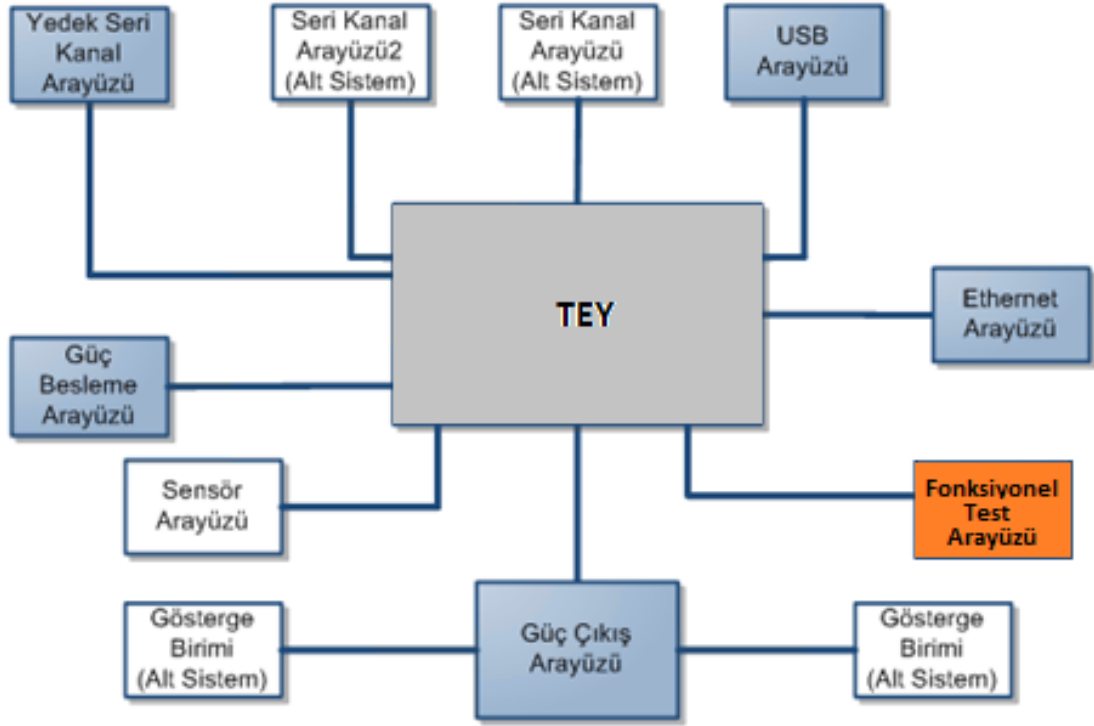 Yedek Seri
Kanal
Arayüzü
Seri Kanal
Arayüzü2
(Alt Sistem)
Seri Kanal
Arayüzü
(Alt Sistem)
USB
Arayüzü
TEY
Ethernet
Arayüzü
Güç
Besleme
Arayüzü
Sensör
Arayüzü
Fonksiyonel
Test
Arayüzü
Gösterge
Birimi
(Alt Sistem)
Güç Çıkış
Arayüzü
Gösterge
Birimi
(Alt Sistem)